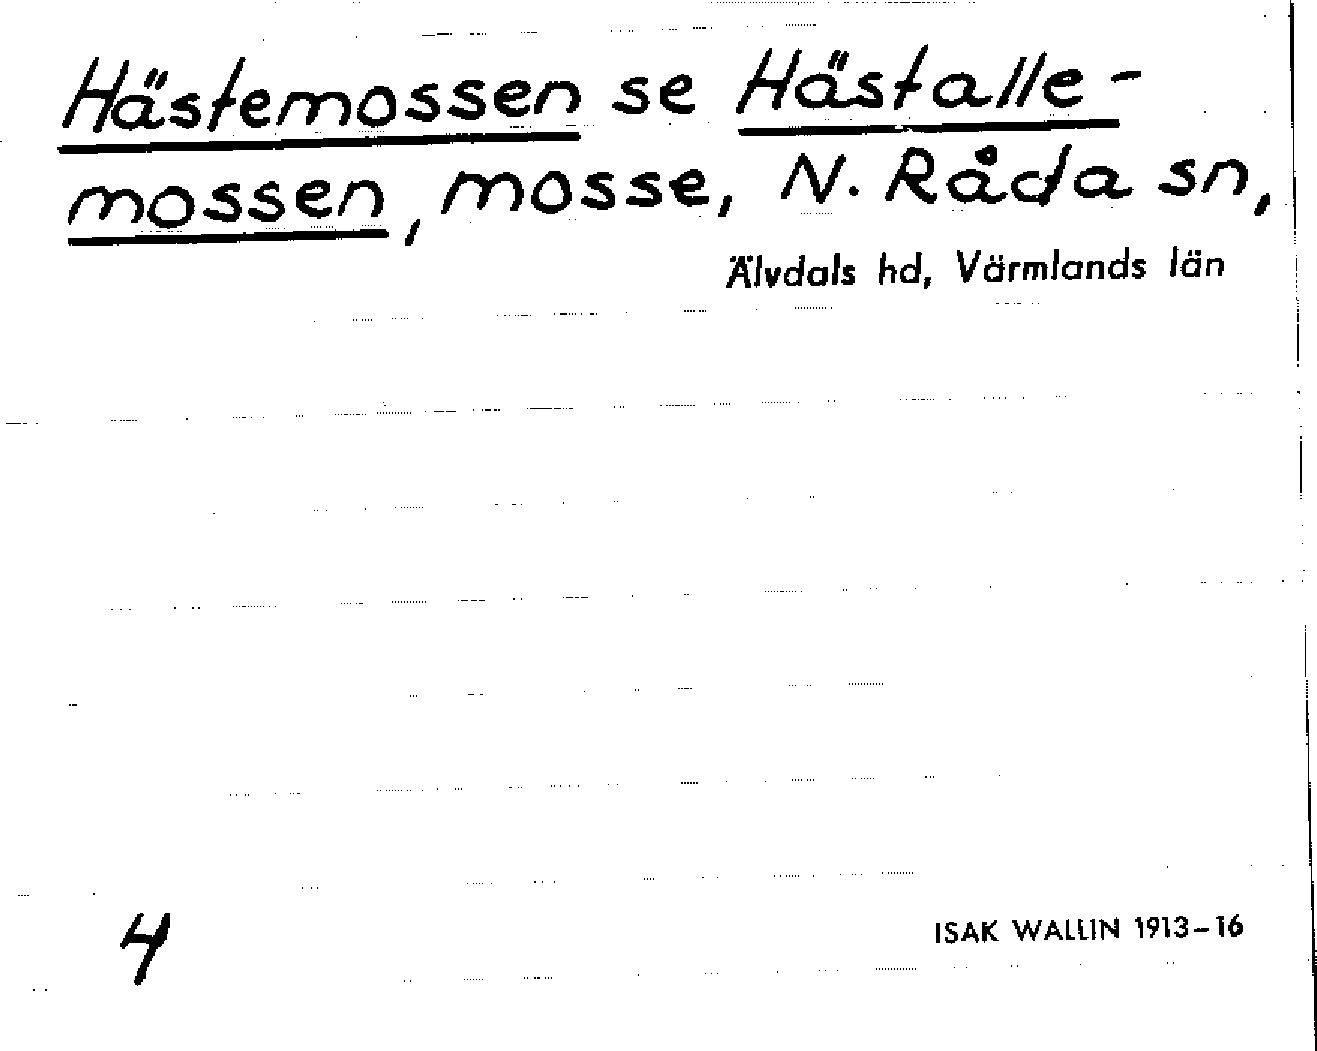 Hästemossen se Hästalle-
mossen, mosse, N. Råda sn,
Älvdals hd, Värmlands län
4
ISAK WALLIN 1913-16